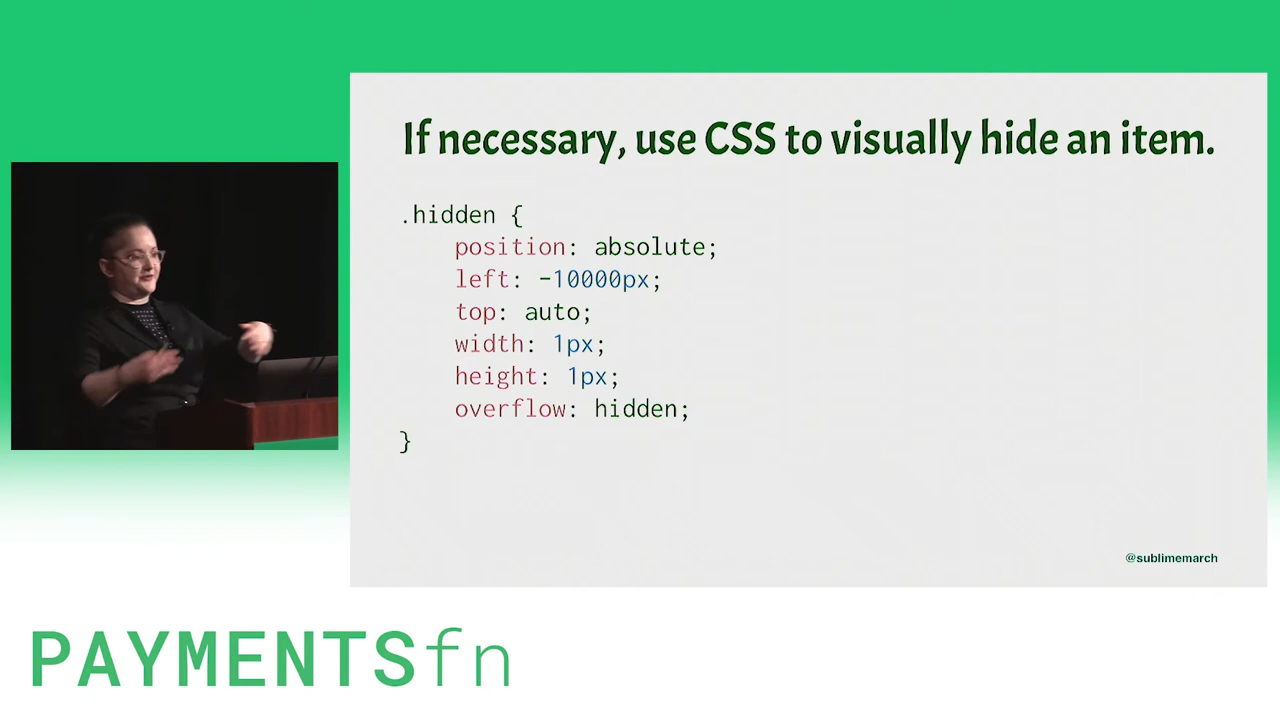 If necessary, use CSS to visually hide an item.
.hidden {
position: absolute;
left: -10000px;
top: auto;
width: 1px;
height: 1px;
overflow: hidden;
}
@sublimemarch
PAYMENTSfn